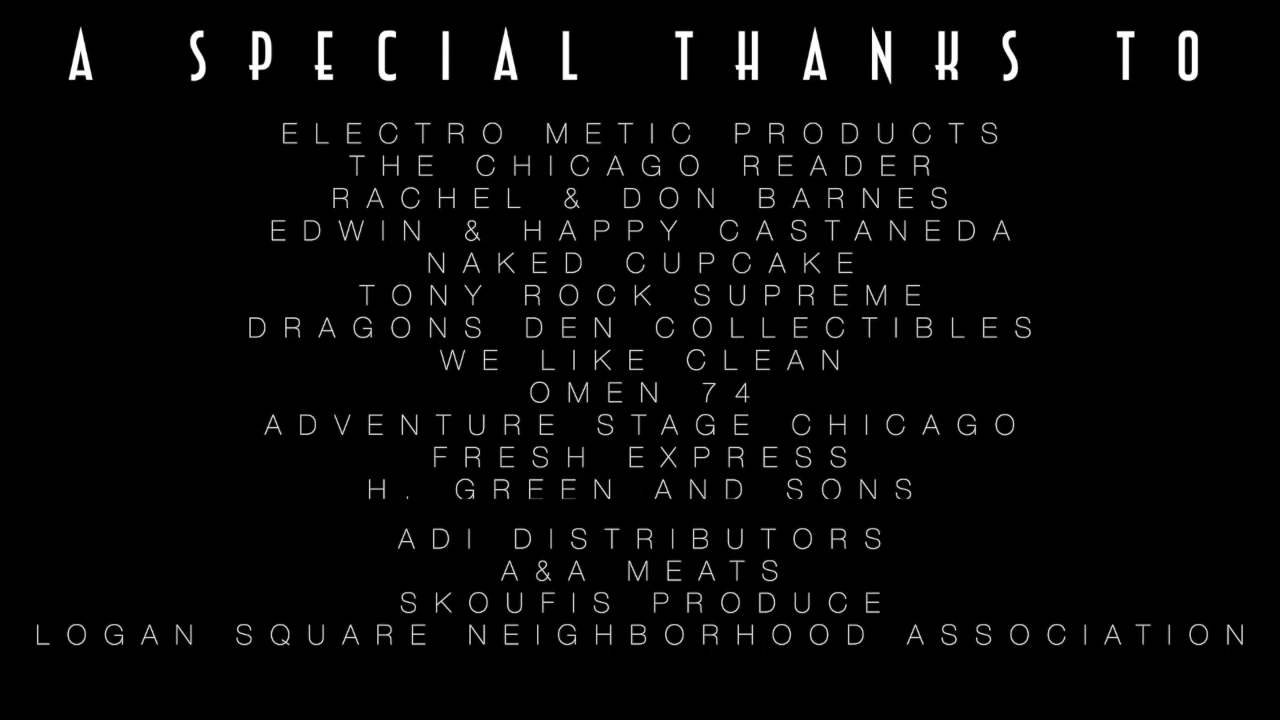 A SPECIAL THANKS TO
ELECTRO METIC PRODUCTS
THE CHICAGO READER
RACHEL & DON BARNES
EDWIN & HAPPY CASTANEDA
NAKED CUPCAKE
TONY ROCK SUPREME
DRAGONS DEN COLLECTIBLES
WE LIKE CLEAN
OMEN 74
ADVENTURE STAGE CHICAGO
FRESH EXPRESS
H. GREEN AND SONS
ADI DISTRIBUTORS
A&A MEATS
SKOUFIS PRODUCE
LOGAN SQUARE NEIGHBORHOOD ASSOCIATION